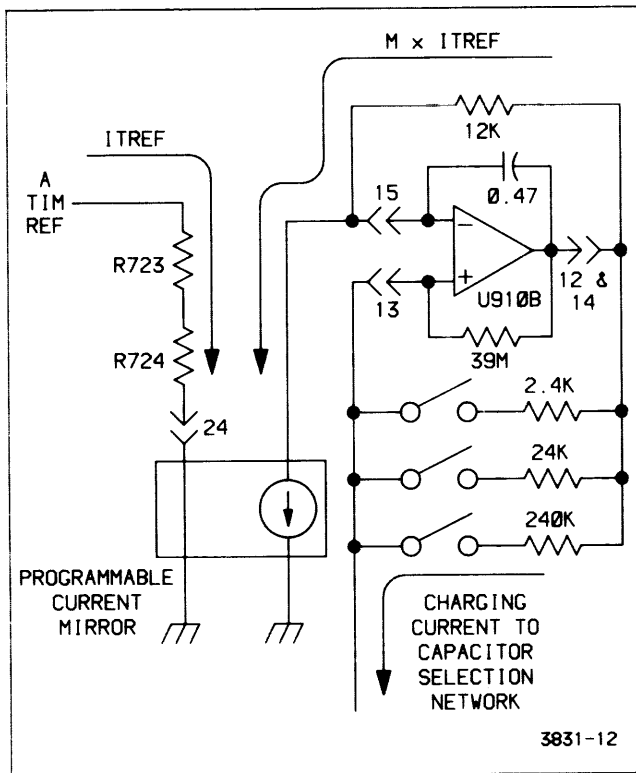 M x ITREF
ITREF
A
TIM
REF
12K
15
0.47
−
+
R723
13
U910B
12 &
14
39M
R724
24
2.4K
24K
240K
PROGRAMMABLE
CURRENT
MIRROR
CHARGING
CURRENT TO
CAPACITOR
SELECTION
NETWORK
3831-12